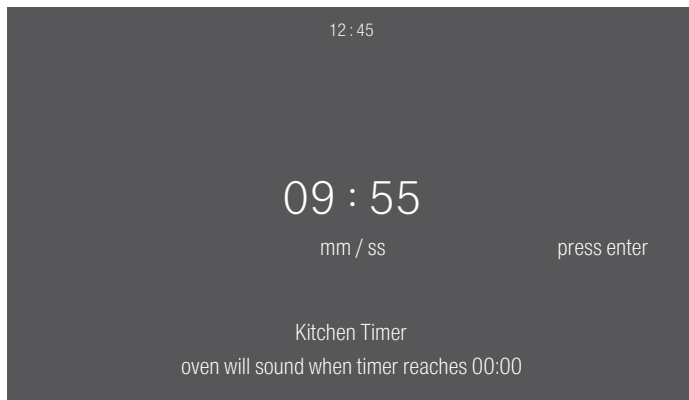 12 : 45
09 : 55
mm / ss press enter
Kitchen Timer
oven will sound when timer reaches 00:00